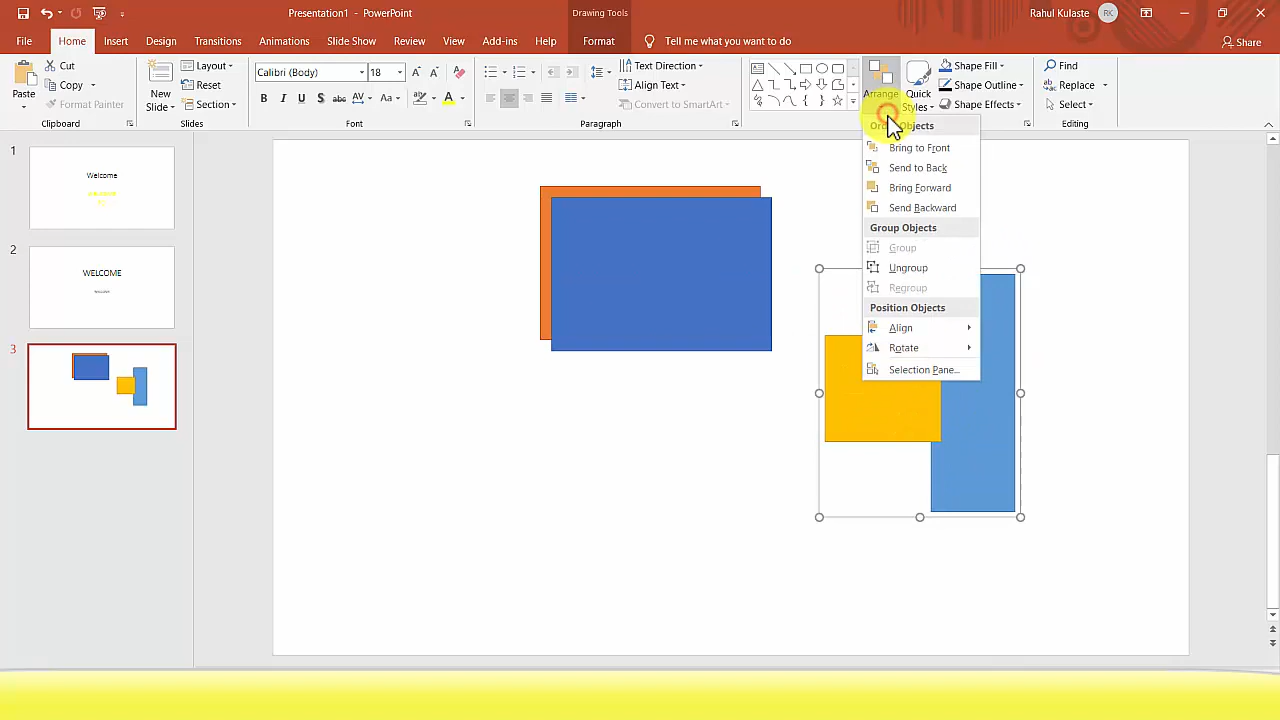 Presentation1 - PowerPoint
Drawing Tools
Rahul Kulaste
RK
File
Home
Insert
Design
Transitions
Animations
Slide Show
Review
View
Add-ins
Help
Format
Tell me what you want to do
Share
Paste
Cut
Copy
Format Painter
Clipboard
New
Slide
Layout
Reset
Section
Slides
Calibri (Body)
18
B I U S abc AV Aa
A
Font
Text Direction
Align Text
Convert to SmartArt
Paragraph
Arrange
Quick
Styles
Shape Fill
Shape Outline
Shape Effects
Find
Replace
Select
Editing
Objects
Bring to Front
Send to Back
Bring Forward
Send Backward
Group Objects
Group
Ungroup
Regroup
Position Objects
Align
Rotate
Selection Pane...
1
Welcome
2
WELCOME
3